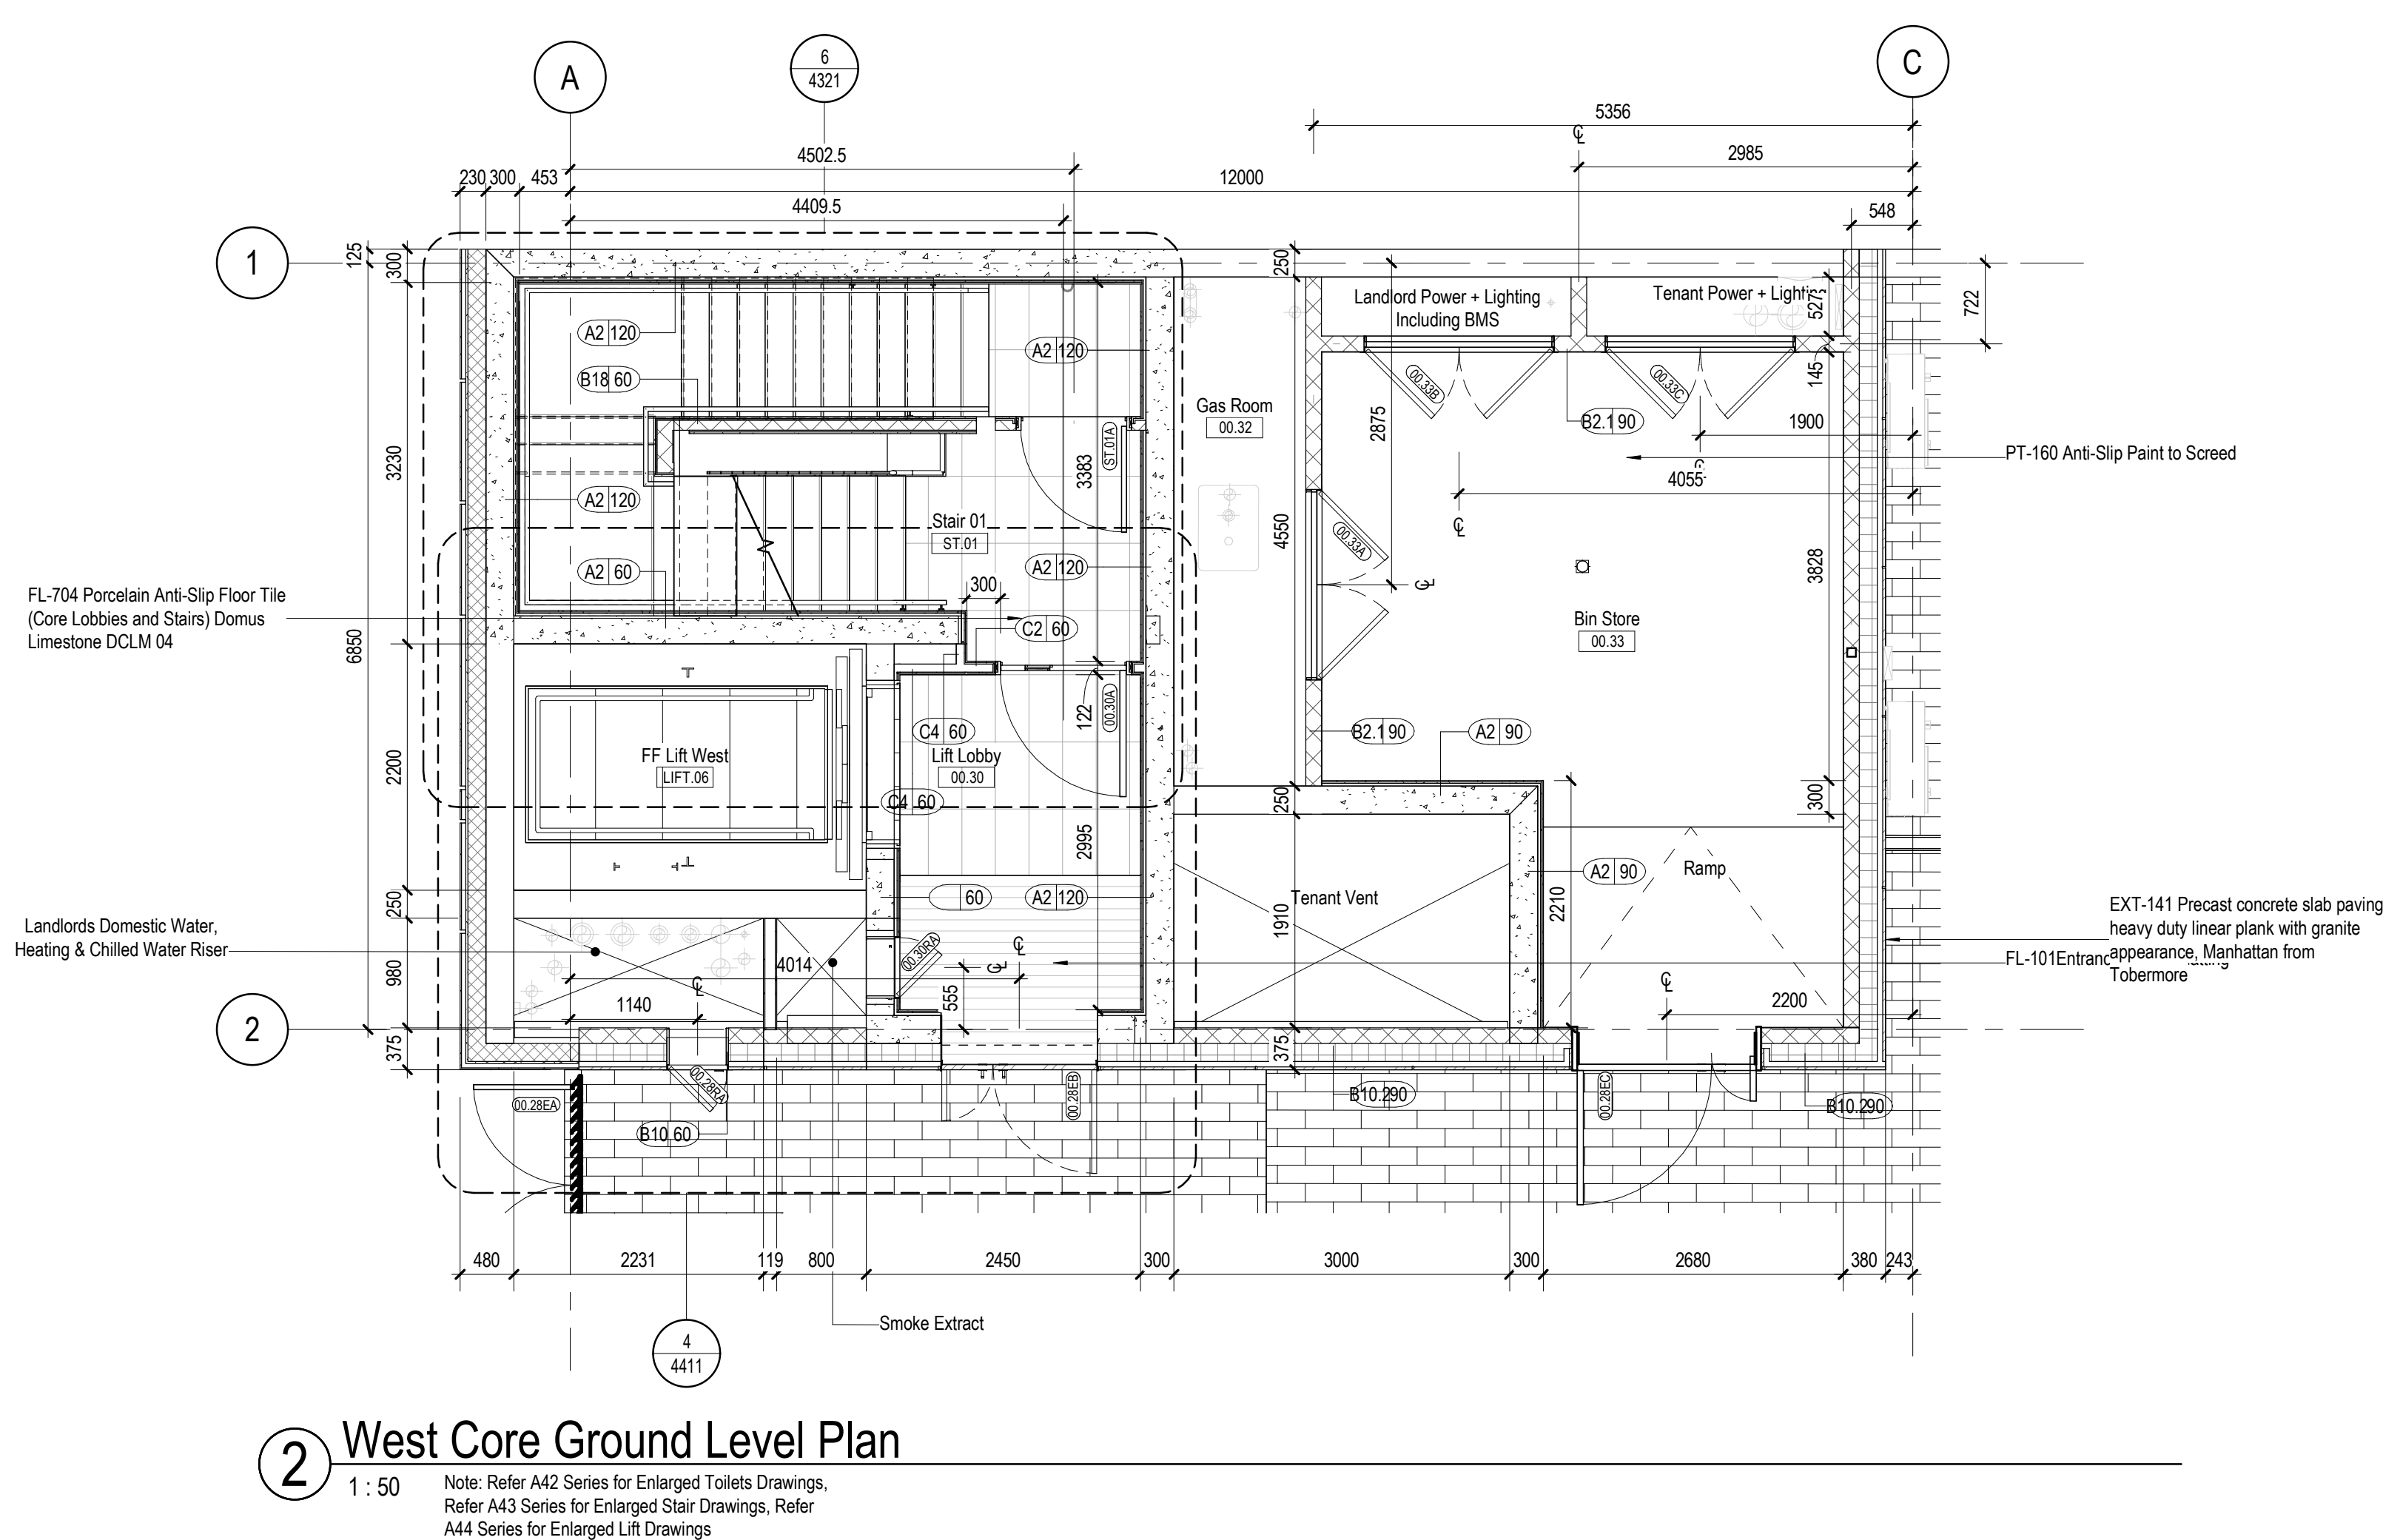 A
6
4321
C
5356
℄
4502.5
2985
230 300 453
12000
4409.5
548
1
125
300
250
Landlord Power + Lighting
Including BMS
Tenant Power +
527
722
A2 120
A2 120
B18 60
00.33B
00.33C
145
Gas Room
00.32
B2.1 90
1900
2875
ST.01A
3383
3230
PT-160 Anti-Slip Paint to Screed
4055
℄
A2 120
Stair 01
ST.01
4550
00.33A
A2 60
A2 120
300
℄
3828
FL-704 Porcelain Anti-Slip Floor Tile
(Core Lobbies and Stairs) Domus
Limestone DCLM 04
C2 60
Bin Store
00.33
6850
122
00.30A
C4 60
B2.1 90
A2 90
FF Lift West
LIFT.06
Lift Lobby
00.30
2200
C4 60
250
300
2995
A2 90
Ramp
60
A2 120
Tenant Vent
250
1910
2210
EXT-141 Precast concrete slab paving
heavy duty linear plank with granite
appearance, Manhattan from
Tobermore
FL-101
Landlords Domestic Water,
Heating & Chilled Water Riser
00.30RA
℄
℄
4014
980
℄
555
℄
1140
2200
2
375
375
00.28EA
00.28RA
00.28EB
00.28EC
B10 60
B10.2 90
B10.2 90
480 2231 119 800 2450 300 3000 300 2680 380 243
Smoke Extract
4
4411
2 West Core Ground Level Plan
1 : 50
Note: Refer A42 Series for Enlarged Toilets Drawings,
Refer A43 Series for Enlarged Stair Drawings, Refer
A44 Series for Enlarged Lift Drawings